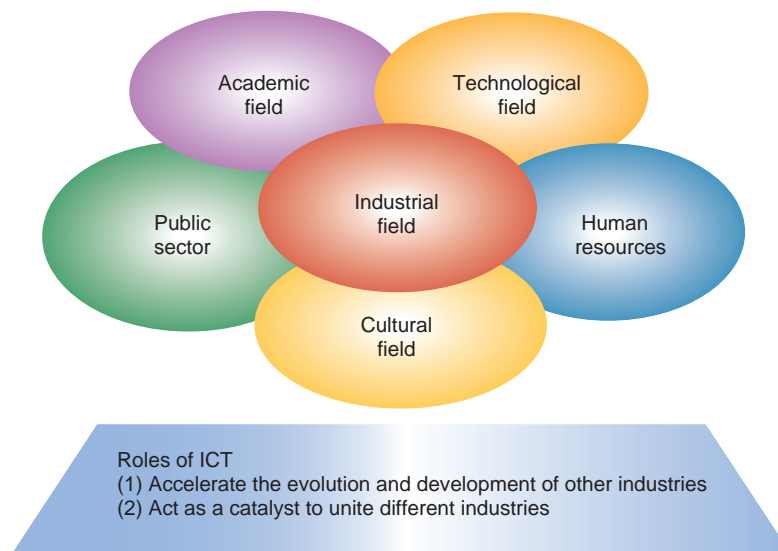 Academic
field
Technological
field
Public
sector
Industrial
field
Human
resources
Cultural
field
Roles of ICT
(1) Accelerate the evolution and development of other industries
(2) Act as a catalyst to unite different industries